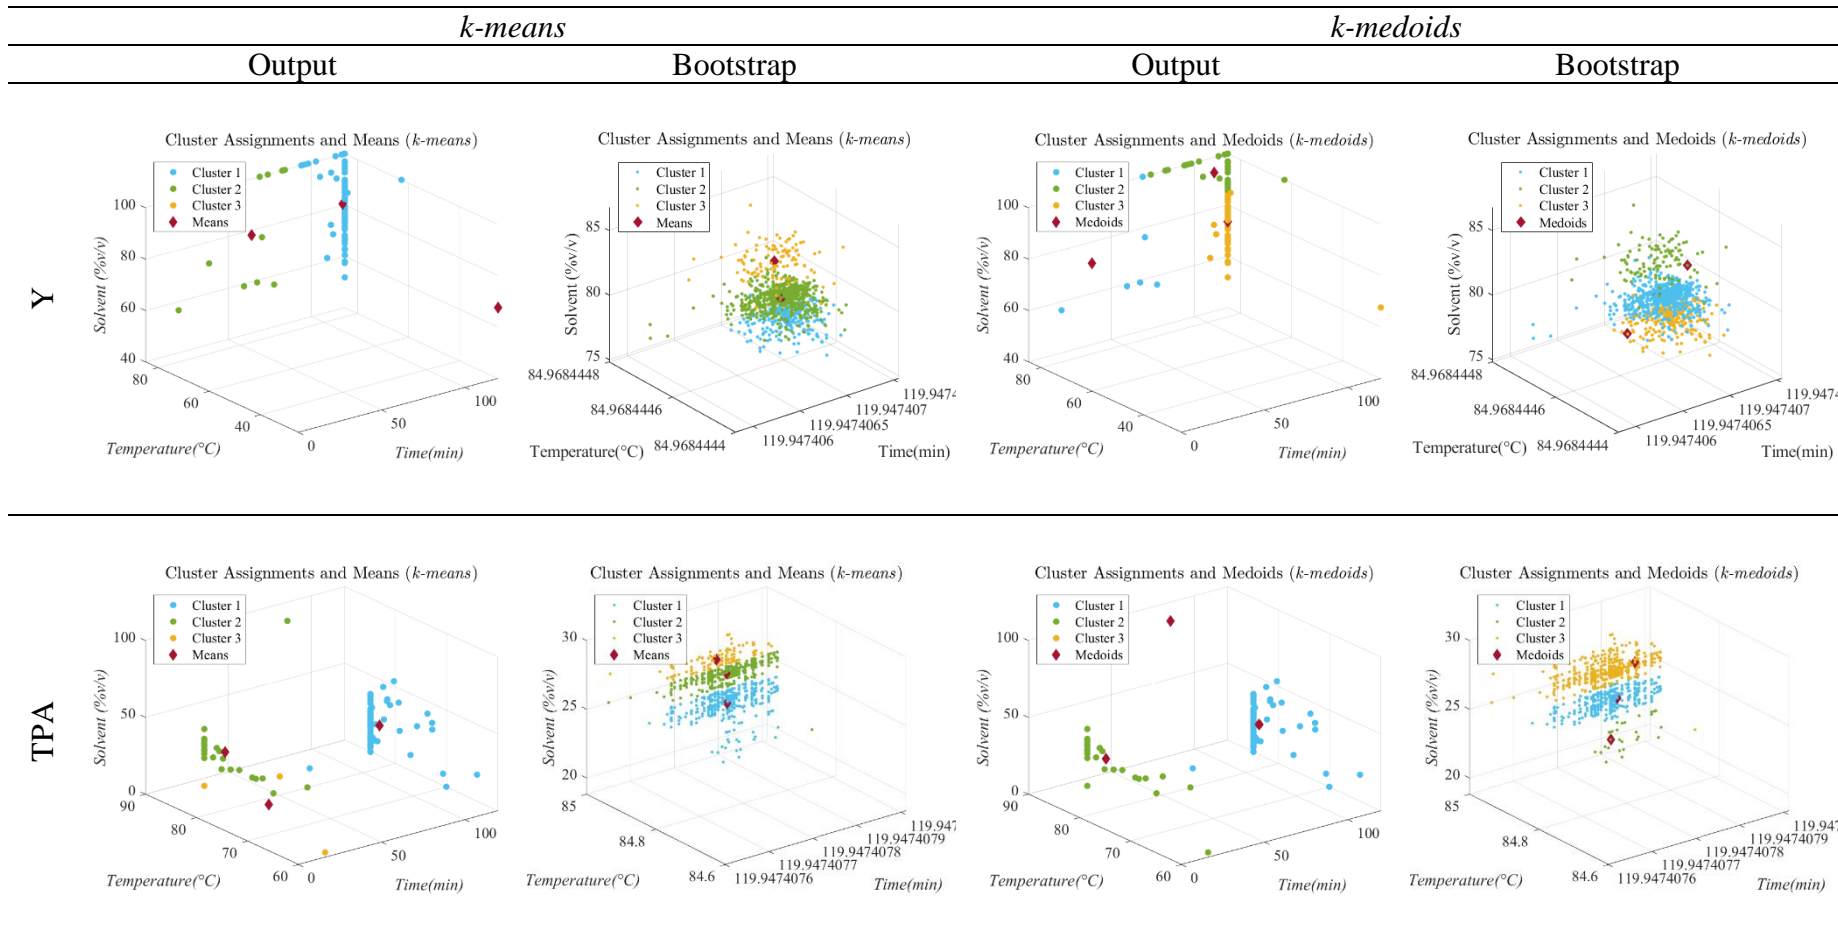 k-means k-medoids
Output Bootstrap Output Bootstrap
Y
Cluster Assignments and Means (k-means)
Cluster 1
Cluster 2
Cluster 3
Means
100
80
60
40
Solvent (%v/v)
80
60
40
Temperature(°C)
0
50
100
Time(min)
Cluster Assignments and Means (k-means)
Cluster 1
Cluster 2
Cluster 3
Means
85
80
75
Solvent (%v/v)
84.9684448
84.9684446
84.9684444
Temperature(°C)
119.947406
119.9474065
119.947407
119.9474
Time(min)
Cluster Assignments and Medoids (k-medoids)
Cluster 1
Cluster 2
Cluster 3
Medoids
100
80
60
40
Solvent (%v/v)
80
60
40
Temperature(°C)
0
50
100
Time(min)
Cluster Assignments and Medoids (k-medoids)
Cluster 1
Cluster 2
Cluster 3
Medoids
85
80
75
Solvent (%v/v)
84.9684448
84.9684446
84.9684444
Temperature(°C)
119.947406
119.9474065
119.947407
119.9474
Time(min)
TPA
Cluster Assignments and Means (k-means)
Cluster 1
Cluster 2
Cluster 3
Means
100
50
0
Solvent (%v/v)
90
80
70
60
Temperature(°C)
0
50
100
Time(min)
Cluster Assignments and Means (k-means)
Cluster 1
Cluster 2
Cluster 3
Means
30
25
20
Solvent (%v/v)
85
84.8
84.6
Temperature(°C)
119.9474076
119.9474077
119.9474078
119.9474079
119.947
Time(min)
Cluster Assignments and Medoids (k-medoids)
Cluster 1
Cluster 2
Cluster 3
Medoids
100
50
0
Solvent (%v/v)
90
80
70
60
Temperature(°C)
0
50
100
Time(min)
Cluster Assignments and Medoids (k-medoids)
Cluster 1
Cluster 2
Cluster 3
Medoids
30
25
20
Solvent (%v/v)
85
84.8
84.6
Temperature(°C)
119.9474076
119.9474077
119.9474078
119.9474079
119.947
Time(min)